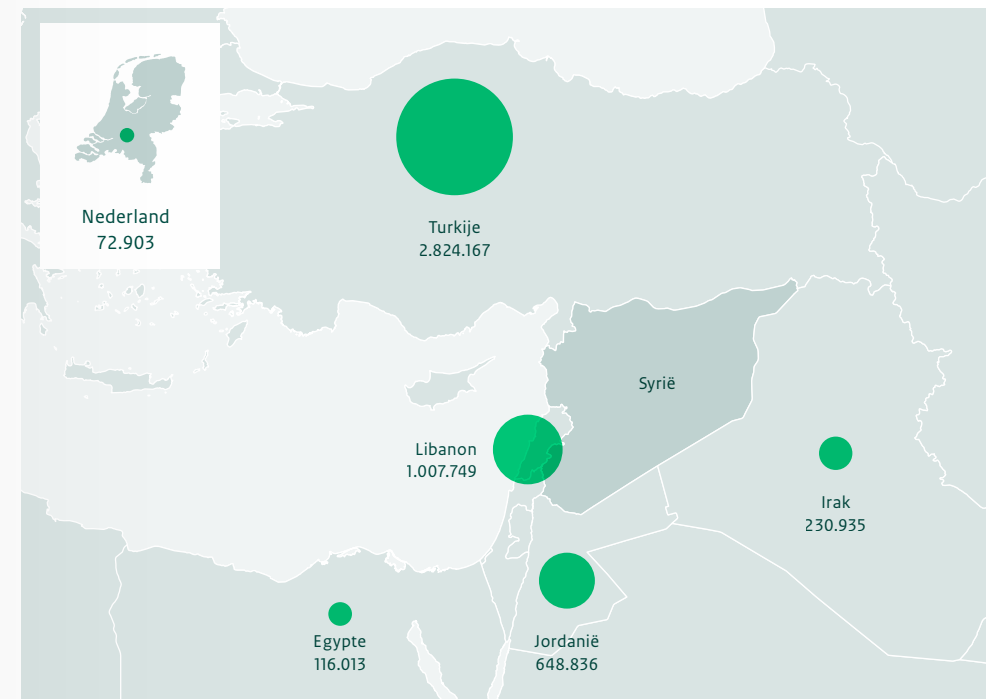 Nederland
72.903
Turkije
2.824.167
Syrië
Libanon
1.007.749
Irak
230.935
Egypte
116.013
Jordanië
648.836